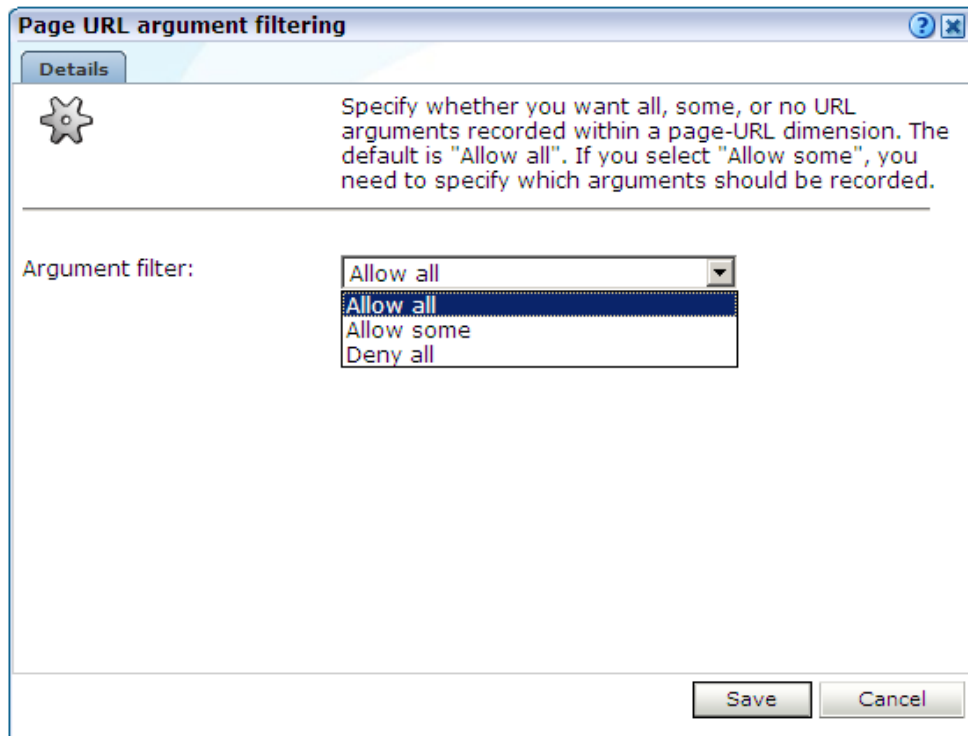 Page URL argument filtering
?
Details
Specify whether you want all, some, or no URL
arguments recorded within a page-URL dimension. The
default is "Allow all". If you select "Allow some", you
need to specify which arguments should be recorded.
Argument filter:
Allow all
Allow all
Allow some
Deny all
Save
Cancel